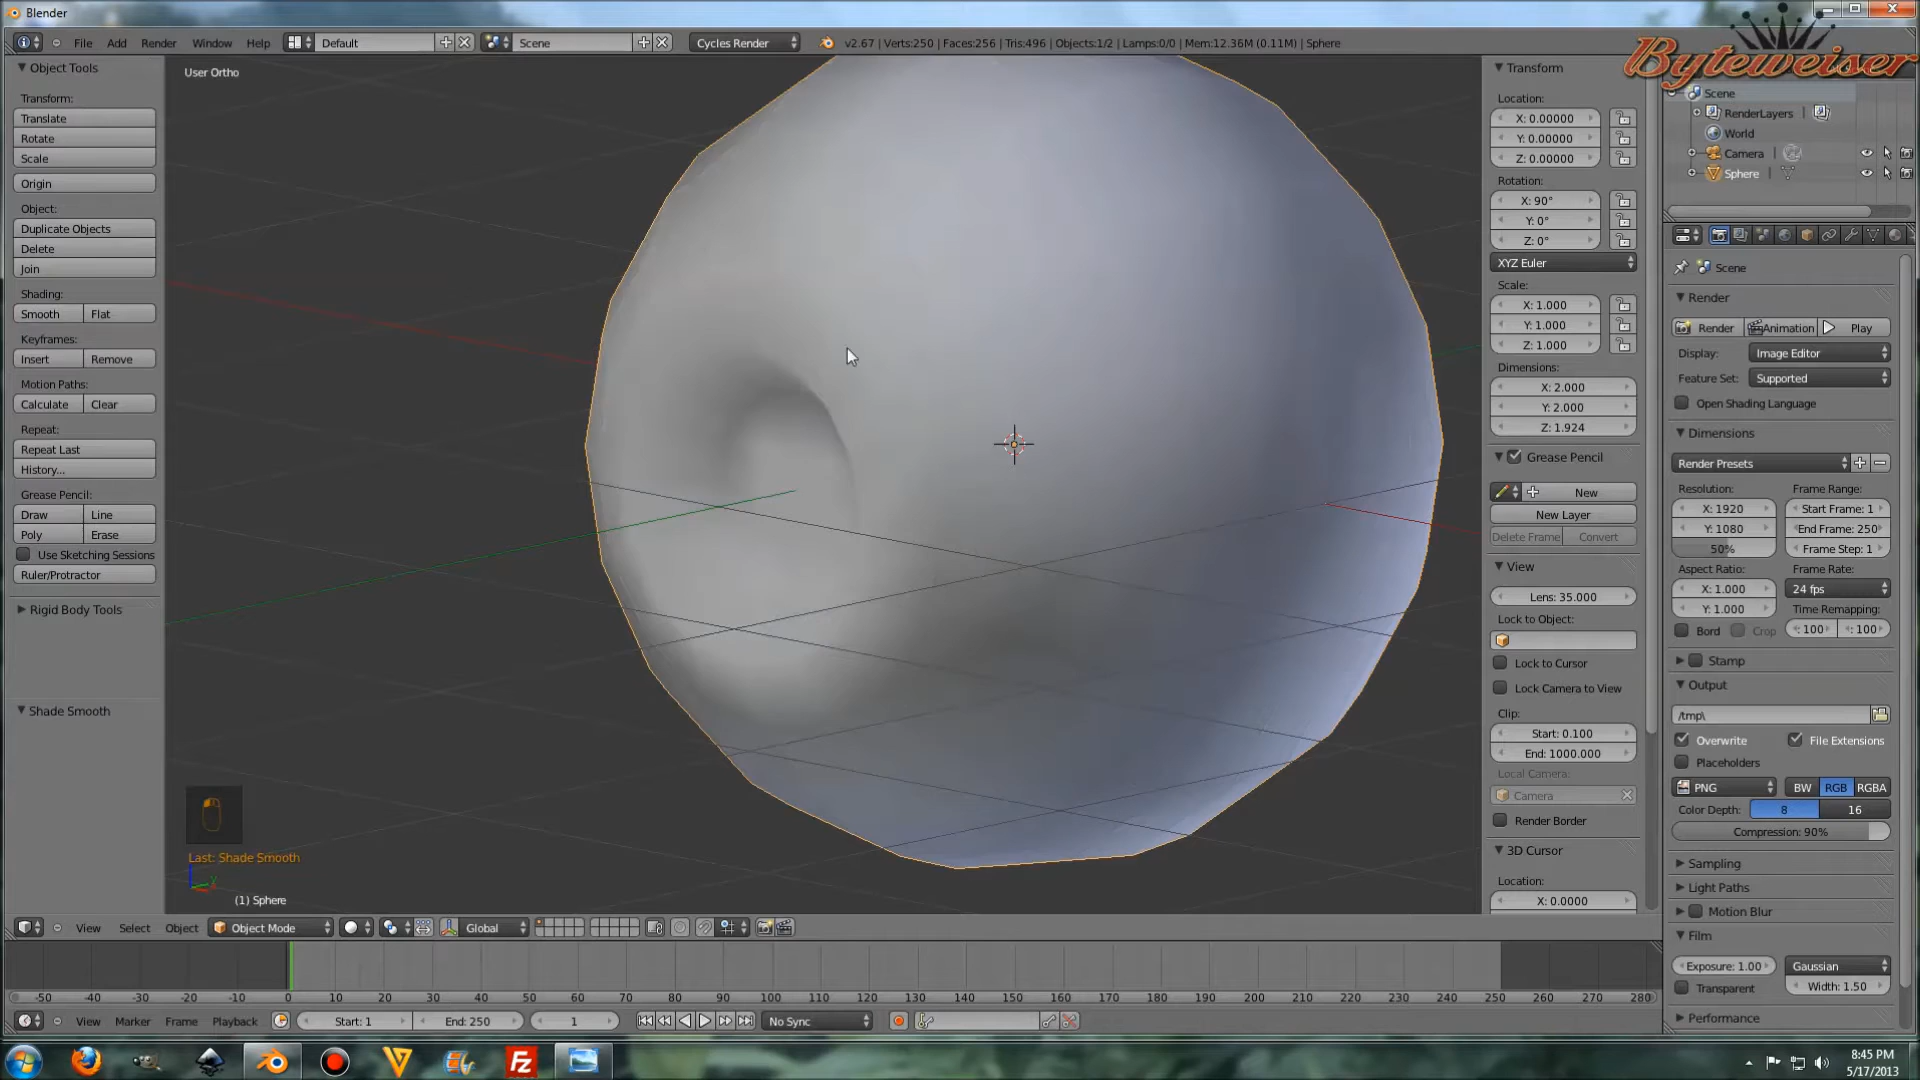 Blender
File Add Render Window Help Default Scene Cycles Render v2.67 | Verts:250 | Faces:256 | Tris:496 | Objects:1/2 | Lamps:0/0 | Mem:12.36M (0.11M) | Sphere
Byteweiser
Object Tools
Transform:
Translate
Rotate
Scale
Origin
Object:
Duplicate Objects
Delete
Join
Shading:
Smooth Flat
Keyframes:
Insert Remove
Motion Paths:
Calculate Clear
Repeat:
Repeat Last
History...
Grease Pencil:
Draw Line
Poly Erase
Use Sketching Sessions
Ruler/Protractor
Rigid Body Tools
Shade Smooth
User Ortho
Last: Shade Smooth
(1) Sphere
Transform
Location:
X: 0.00000
Y: 0.00000
Z: 0.00000
Rotation:
X: 90°
Y: 0°
Z: 0°
XYZ Euler
Scale:
X: 1.000
Y: 1.000
Z: 1.000
Dimensions:
X: 2.000
Y: 2.000
Z: 1.924
Grease Pencil
New
New Layer
Delete Frame Convert
View
Lens: 35.000
Lock to Object:
Lock to Cursor
Lock Camera to View
Clip:
Start: 0.100
End: 1000.000
Local Camera:
Camera
Render Border
3D Cursor
Location:
X: 0.0000
Scene
RenderLayers
World
Camera
Sphere
Scene
Render
Render Animation Play
Display: Image Editor
Feature Set: Supported
Open Shading Language
Dimensions
Render Presets
Resolution: Frame Range:
X: 1920 Start Frame: 1
Y: 1080 End Frame: 250
50% Frame Step: 1
Aspect Ratio: Frame Rate:
X: 1.000 24 fps
Y: 1.000 Time Remapping:
Bord Crop : 100 : 100
Stamp
Output
/tmp\
Overwrite File Extensions
Placeholders
PNG BW RGB RGBA
Color Depth: 8 16
Compression: 90%
Sampling
Light Paths
Motion Blur
Film
Exposure: 1.00 Gaussian
Transparent Width: 1.50
Performance
View Select Object Object Mode Global
-50 -40 -30 -20 -10 0 10 20 30 40 50 60 70 80 90 100 110 120 130 140 150 160 170 180 190 200 210 220 230 240 250 260 270 280
View Marker Frame Playback Start: 1 End: 250 1 No Sync
Fz
8:45 PM
5/17/2013